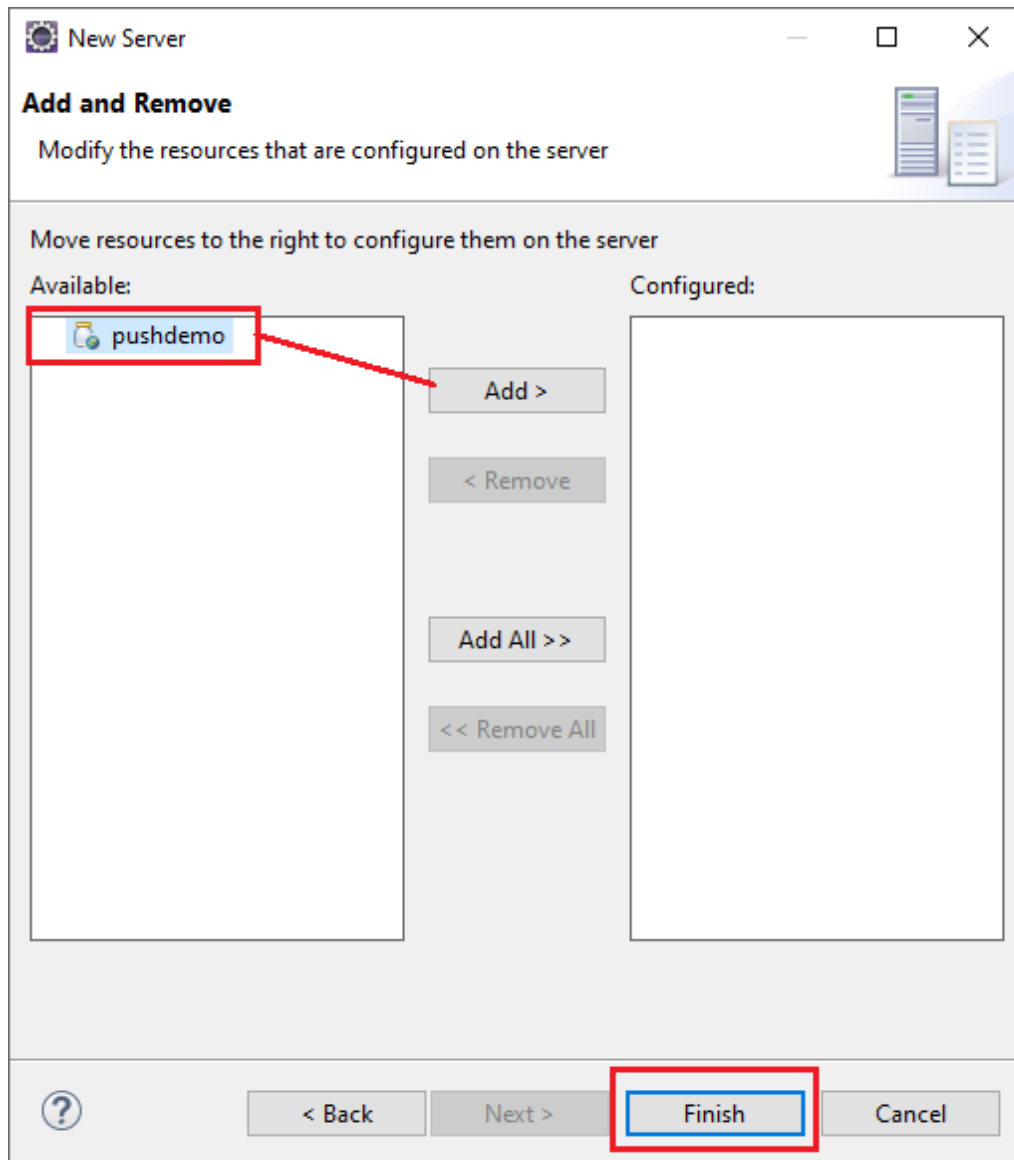 New Server
Add and Remove
Modify the resources that are configured on the server
Move resources to the right to configure them on the server
Available:
Configured:
pushdemo
Add >
< Remove
Add All >>
<< Remove All
?
< Back
Next >
Finish
Cancel